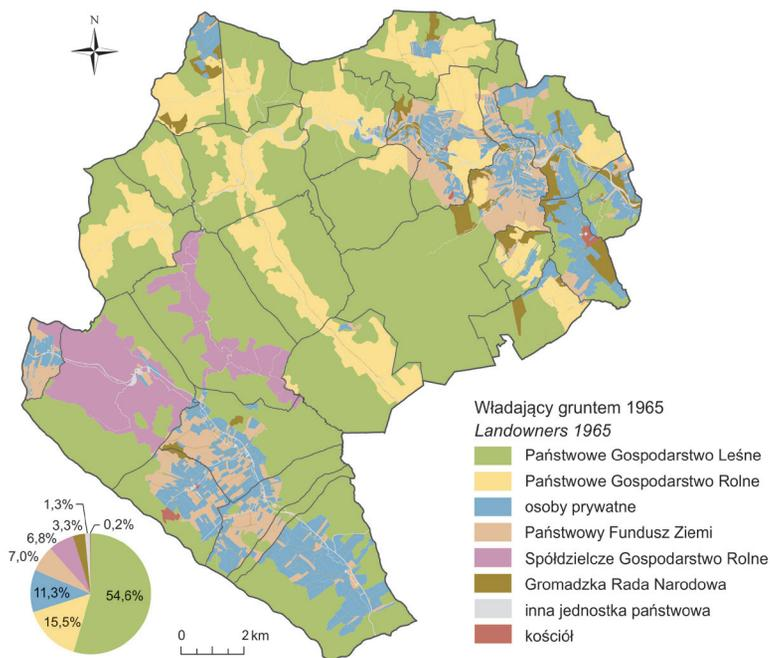 N
Władający gruntem 1965
Landowners 1965
Państwowe Gospodarstwo Leśne
Państwowe Gospodarstwo Rolne
osoby prywatne
Państwowy Fundusz Ziemi
Spółdzielcze Gospodarstwo Rolne
Gromadzka Rada Narodowa
inna jednostka państwowa
kościół
1,3%
3,3%
0,2%
6,8%
7,0%
11,3%
54,6%
15,5%
0 2 km